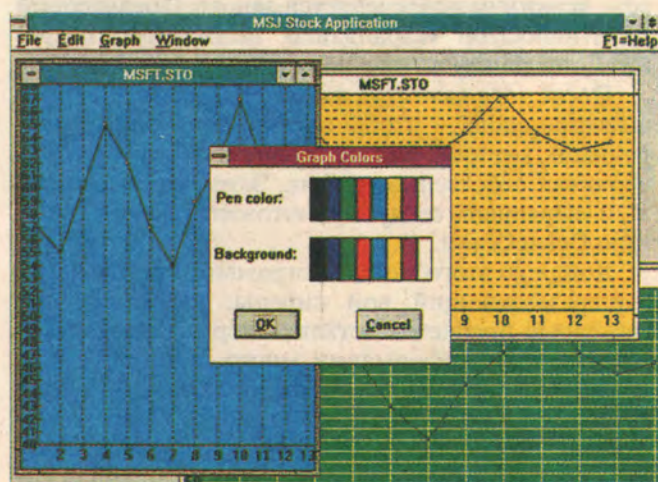 MSJ Stock Application
File Edit Graph Window F1=Help
MSFT.STO
MSFT.STO
Graph Colors
Pen color:
Background:
OK Cancel
9 10 11 12 13
2 3 4 5 6 7 8 9 10 11 12 13